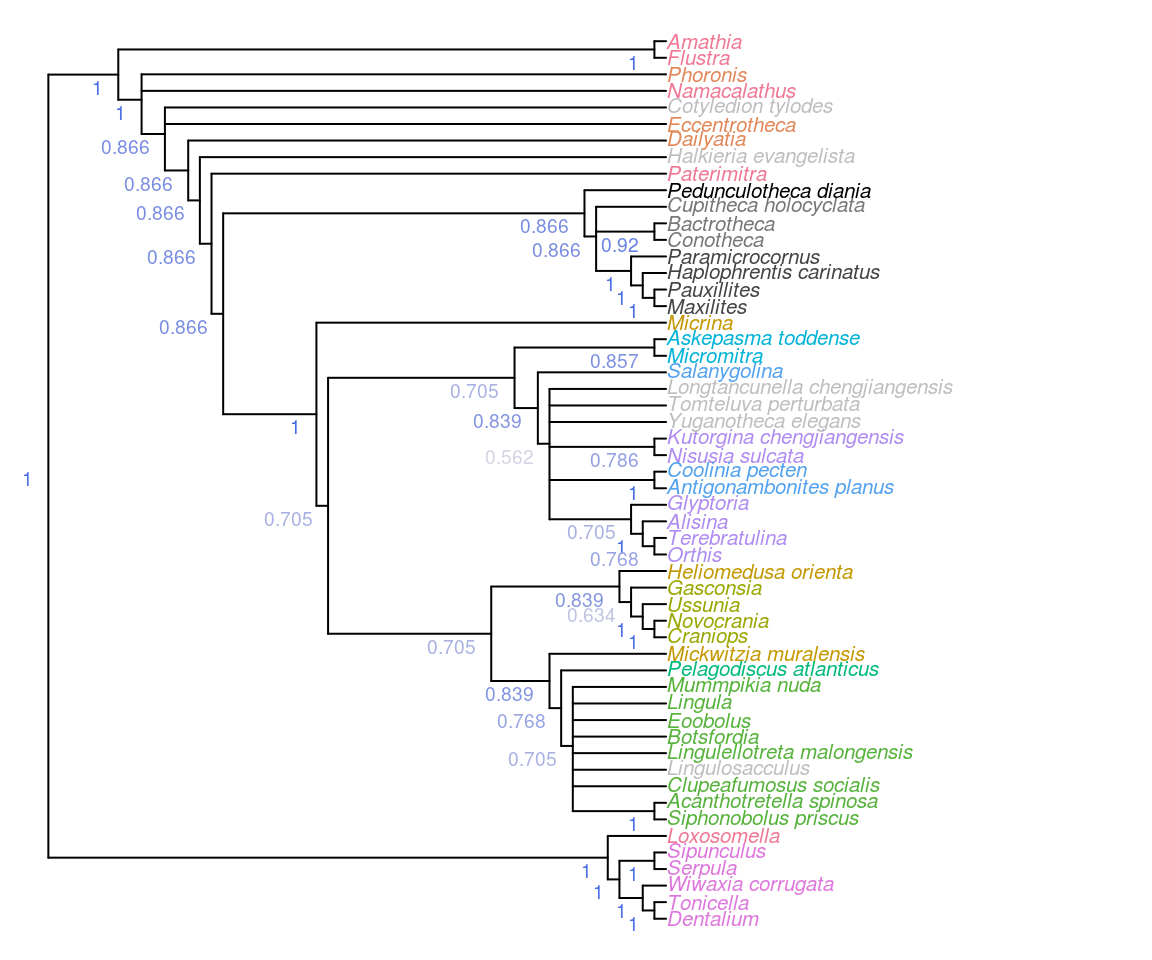 Amathia
Flustra
1
Phoronis
1
Namacalathus
Cotyledion tylodes
1
Eccentrotheca
Dailyatia
0.866
Halkieria evangelista
Paterimitra
0.866
Pedunculotheca diania
Cupitheca holocyclata
0.866
Bactrotheca
0.866
Conotheca
0.92
0.866
Paramicrocornus
0.866
Haplophrentis carinatus
1
Pauxillites
1
Maxilites
1
Micrina
0.866
Askepasma toddense
Micromitra
0.857
Salanygolina
Longtancunella chengjiangensis
0.705
Tomteluva perturbata
Yuganotheca elegans
0.839
1
Kutorgina chengjiangensis
Nisusia sulcata
0.562
0.786
Coolinia pecten
1
Antigonambonites planus
1
Glyptoria
0.705
Alisina
0.705
Terebratulina
1
Orthis
0.768
Heliomedusa orienta
Gasconsia
0.839
Ussunia
0.634
Novocrania
1
Craniops
1
0.705
Mickwitzia muralensis
Pelagodiscus atlanticus
Mummpikia nuda
0.839
Lingula
Eoobolus
0.768
Botsfordia
Lingulellotreta malongensis
0.705
Lingulosacculus
Clupeafumosus socialis
Acanthotretella spinosa
Siphonobolus priscus
1
Loxosomella
Sipunculus
Serpula
1
1
Wiwaxia corrugata
1
Tonicella
1
Dentalium
1